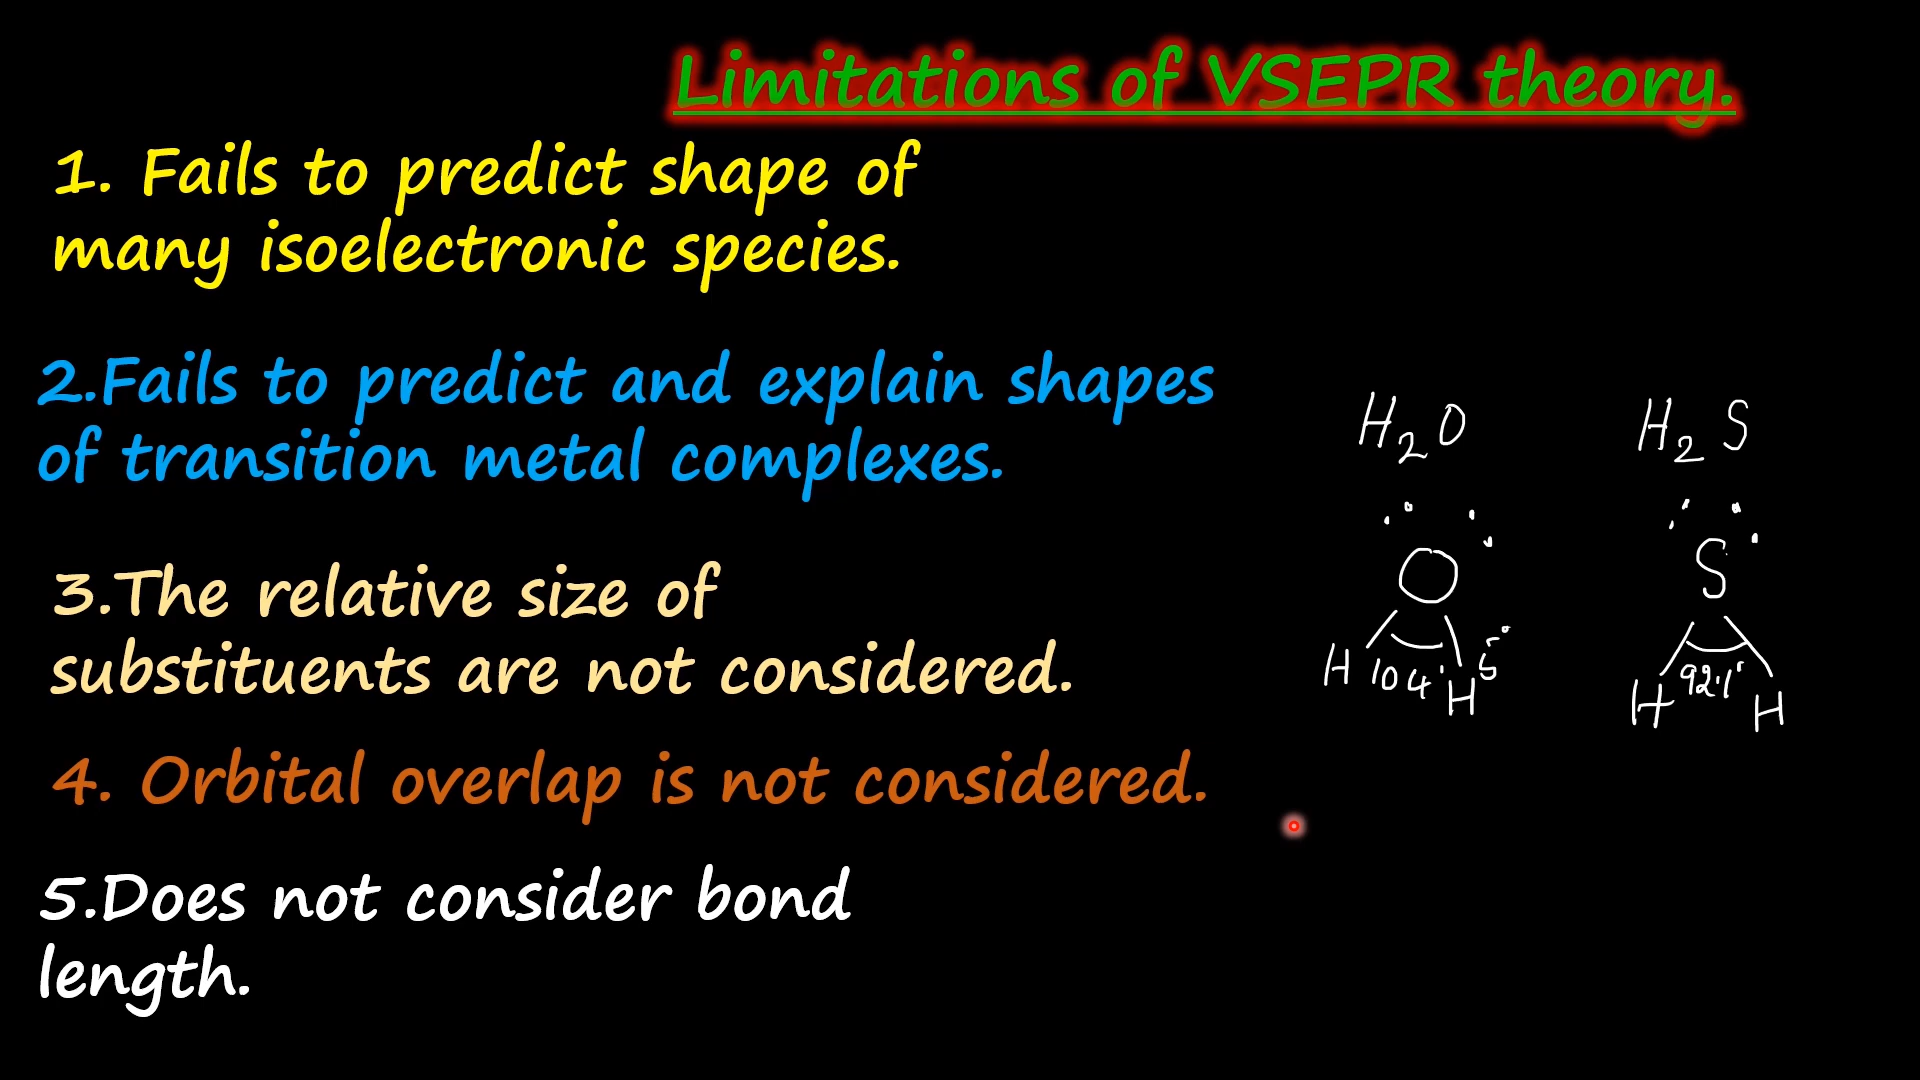 Limitations of VSEPR theory.
1. Fails to predict shape of
many isoelectronic species.
2.Fails to predict and explain shapes
of transition metal complexes.
H2O H2S
O S
3.The relative size of
substituents are not considered.
H 104·5° H
H 92.1° H
4. Orbital overlap is not considered.
5.Does not consider bond
length.